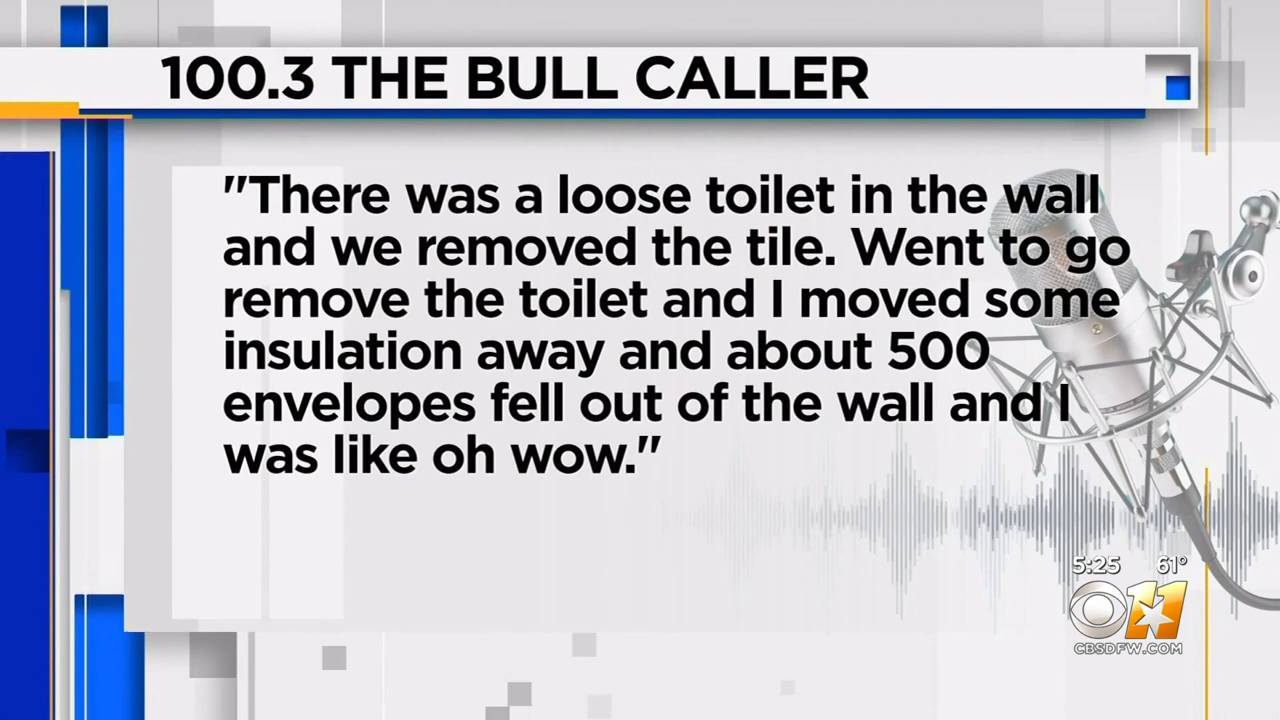 100.3 THE BULL CALLER
"There was a loose toilet in the wall
and we removed the tile. Went to go
remove the toilet and I moved some
insulation away and about 500
envelopes fell out of the wall and I
was like oh wow."
5:25 61°
11
CBSDFW.COM